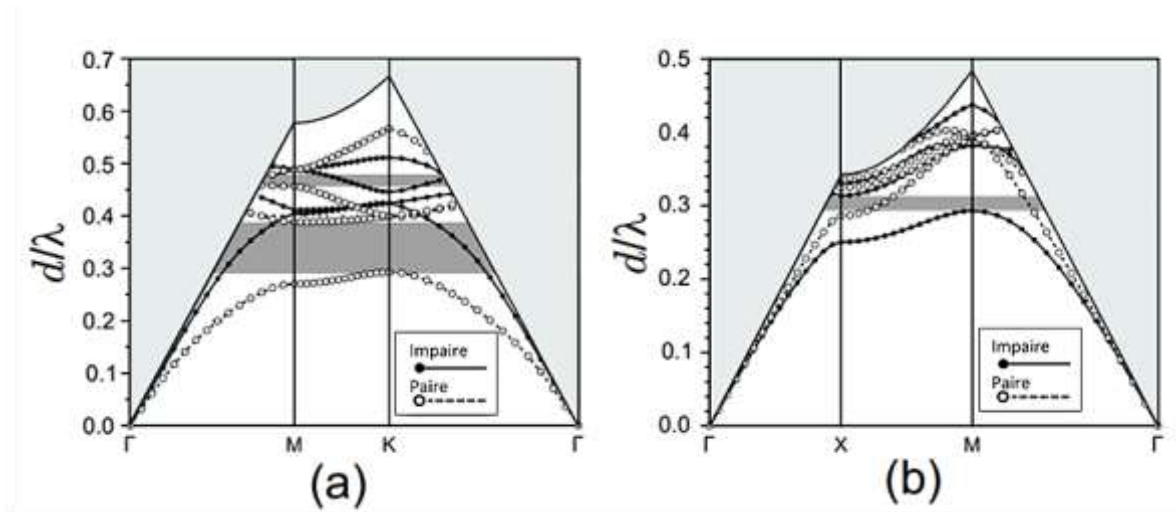 0.7
0.6
0.5
0.4
0.3
0.2
0.1
0.0
d/λ
Impaire
Paire
Γ M K Γ
(a)
0.5
0.4
0.3
0.2
0.1
0.0
d/λ
Impaire
Paire
Γ X M Γ
(b)